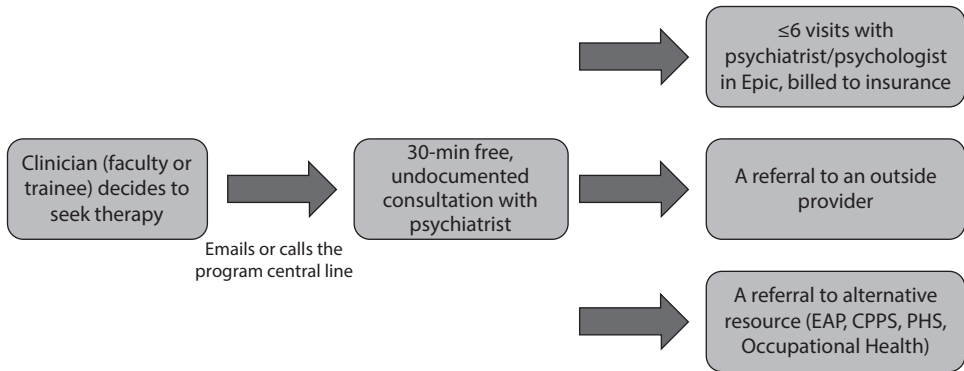 Clinician (faculty or
trainee) decides to
seek therapy
Emails or calls the
program central line
30-min free,
undocumented
consultation with
psychiatrist
≤6 visits with
psychiatrist/psychologist
in Epic, billed to insurance
A referral to an outside
provider
A referral to alternative
resource (EAP, CPPS, PHS,
Occupational Health)